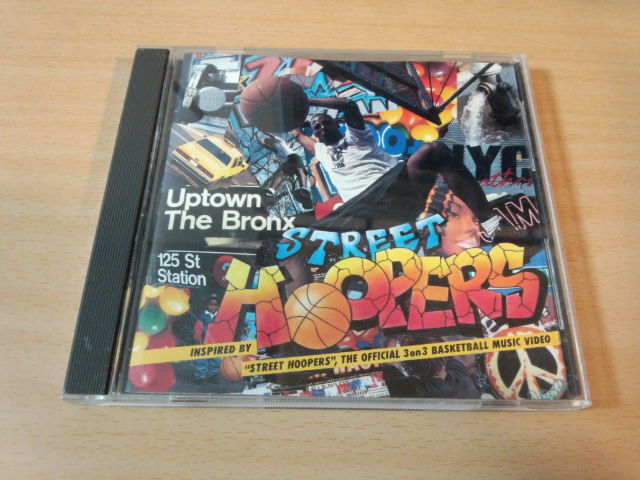 NYC
Uptown
The Bronx
125 St
Station
STREET
HOOPERS
JAM
INSPIRED BY "STREET HOOPERS", THE OFFICIAL 3on3 BASKETBALL MUSIC VIDEO